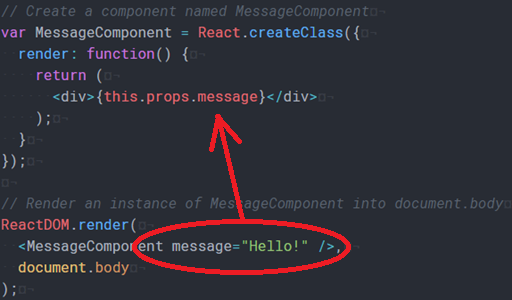 // Create a component named MessageComponent
var MessageComponent = React.createClass({
  render: function() {
    return (
      <div>{this.props.message}</div>
    );
  }
});

// Render an instance of MessageComponent into document.body
ReactDOM.render(
  <MessageComponent message="Hello!" />,
  document.body
);